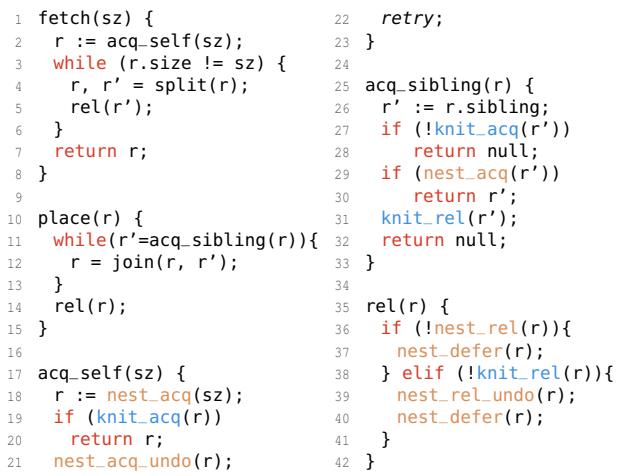 1 fetch(sz) {
2   r := acq_self(sz);
3   while (r.size != sz) {
4     r, r’ = split(r);
5     rel(r’);
6   }
7   return r;
8 }
9
10 place(r) {
11   while(r’=acq_sibling(r)){
12     r = join(r, r’);
13   }
14   rel(r);
15 }
16
17 acq_self(sz) {
18   r := nest_acq(sz);
19   if (knit_acq(r))
20     return r;
21   nest_acq_undo(r);
22   retry;
23 }
24
25 acq_sibling(r) {
26   r’ := r.sibling;
27   if (!knit_acq(r’))
28     return null;
29   if (nest_acq(r’))
30     return r’;
31   knit_rel(r’);
32   return null;
33 }
34
35 rel(r) {
36   if (!nest_rel(r)){
37     nest_defer(r);
38   } elif (!knit_rel(r)){
39     nest_rel_undo(r);
40     nest_defer(r);
41   }
42 }